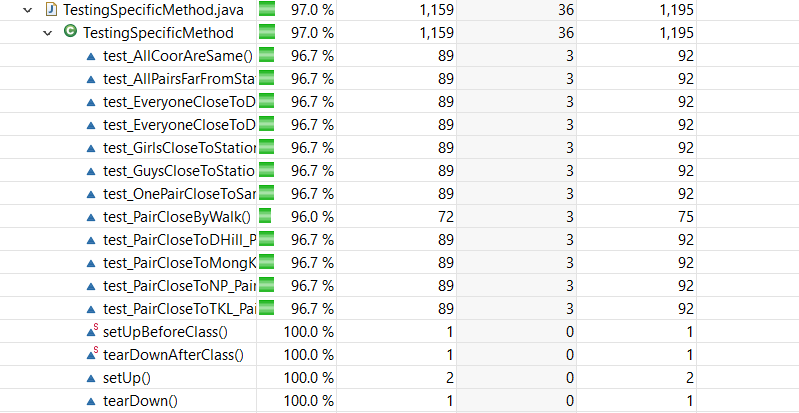 TestingSpecificMethod.java 97.0 % 1,159 36 1,195
TestingSpecificMethod 97.0 % 1,159 36 1,195
test_AllCoorAreSame() 96.7 % 89 3 92
test_AllPairsFarFromSta 96.7 % 89 3 92
test_EveryoneCloseToD 96.7 % 89 3 92
test_EveryoneCloseToD 96.7 % 89 3 92
test_GirlsCloseToStation 96.7 % 89 3 92
test_GuysCloseToStatio 96.7 % 89 3 92
test_OnePairCloseToSan 96.7 % 89 3 92
test_PairCloseByWalk() 96.0 % 72 3 75
test_PairCloseToDHill_P 96.7 % 89 3 92
test_PairCloseToMongK 96.7 % 89 3 92
test_PairCloseToNP_Pair 96.7 % 89 3 92
test_PairCloseToTKL_Pai 96.7 % 89 3 92
setUpBeforeClass() 100.0 % 1 0 1
tearDownAfterClass() 100.0 % 1 0 1
setUp() 100.0 % 2 0 2
tearDown() 100.0 % 1 0 1